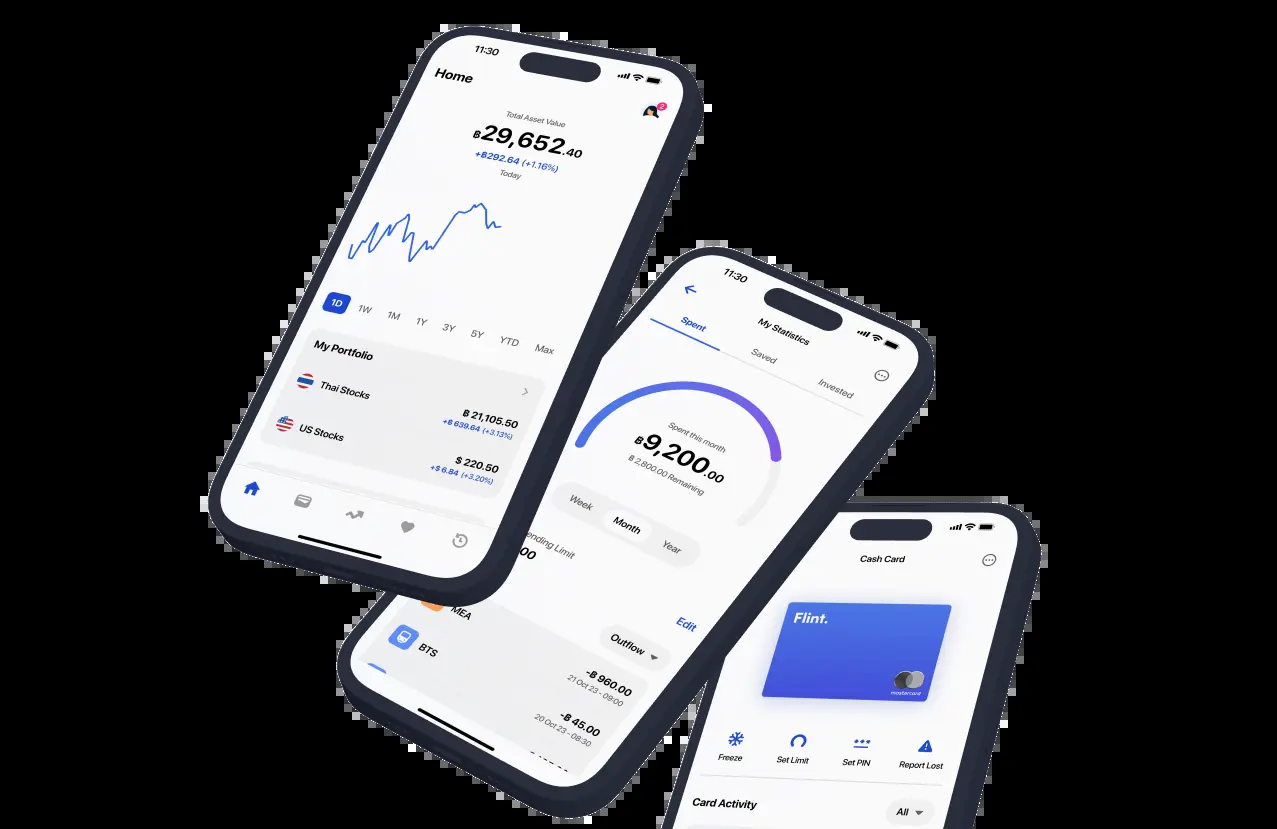 11:30
Home
2
Total Asset Value
฿29,652.40
+฿292.64 (+1.16%)
Today
1D 1W 1M 1Y 3Y 5Y YTD Max
My Portfolio
Thai Stocks
฿ 21,105.50
+฿ 639.64 (+3.13%)
US Stocks
$ 220.50
+$ 6.84 (+3.20%)
11:30
My Statistics
Spent Saved Invested
Spent this month
฿9,200.00
฿ 2,800.00 Remaining
Week Month Year
ending Limit
00
Edit
Outflow
MEA
-฿ 960.00
21 Oct 23 - 09:00
BTS
-฿ 45.00
20 Oct 23 - 08:30
Cash Card
Flint.
mastercard
Freeze Set Limit Set PIN Report Lost
Card Activity
All